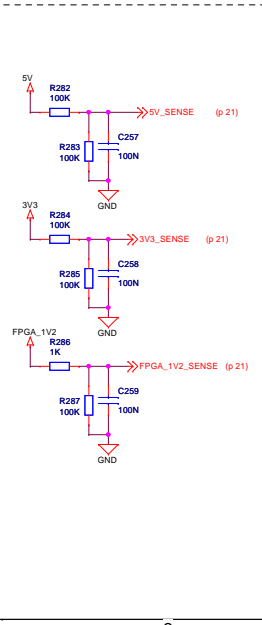 5V
R282
100K
5V_SENSE (p 21)
C257
R283
100K
100N
GND
3V3
R284
100K
3V3_SENSE (p 21)
C258
R285
100K
100N
GND
FPGA_1V2
R286
1K
FPGA_1V2_SENSE (p 21)
C259
R287
100K
100N
GND